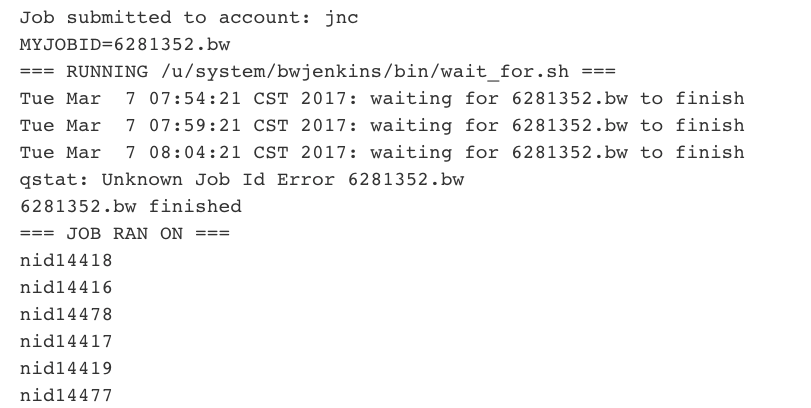 Job submitted to account: jnc
MYJOBID=6281352.bw
=== RUNNING /u/system/bwjenkins/bin/wait_for.sh ===
Tue Mar  7 07:54:21 CST 2017: waiting for 6281352.bw to finish
Tue Mar  7 07:59:21 CST 2017: waiting for 6281352.bw to finish
Tue Mar  7 08:04:21 CST 2017: waiting for 6281352.bw to finish
qstat: Unknown Job Id Error 6281352.bw
6281352.bw finished
=== JOB RAN ON ===
nid14418
nid14416
nid14478
nid14417
nid14419
nid14477